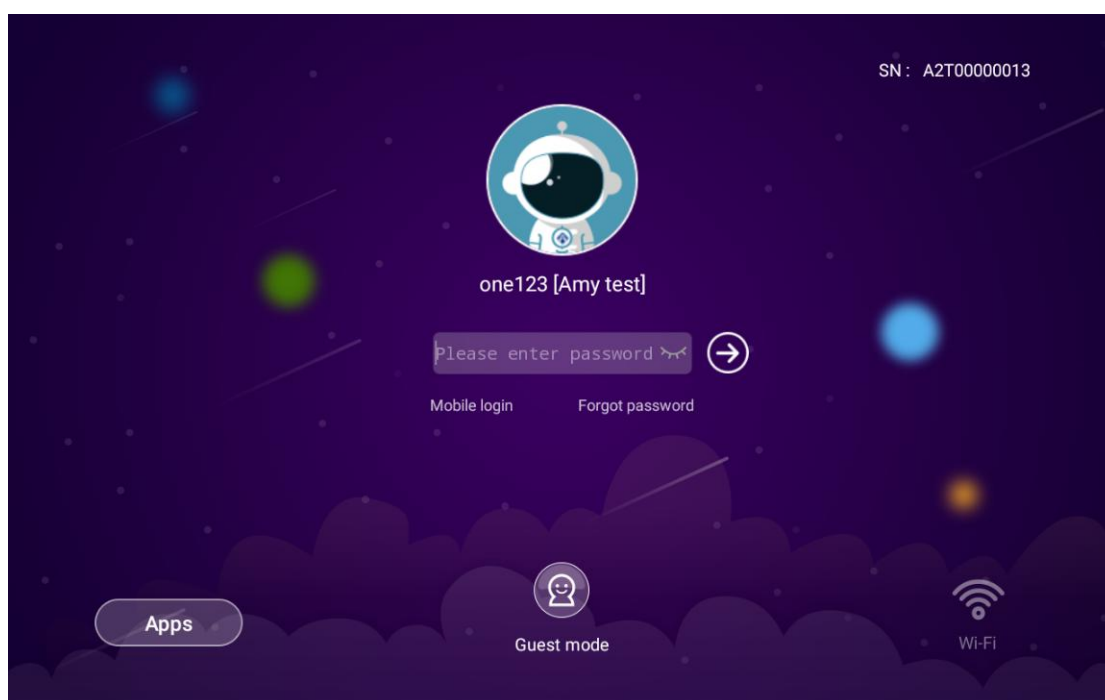 SN : A2T00000013
one123 [Amy test]
Please enter password
Mobile login Forgot password
Apps
Guest mode
Wi-Fi